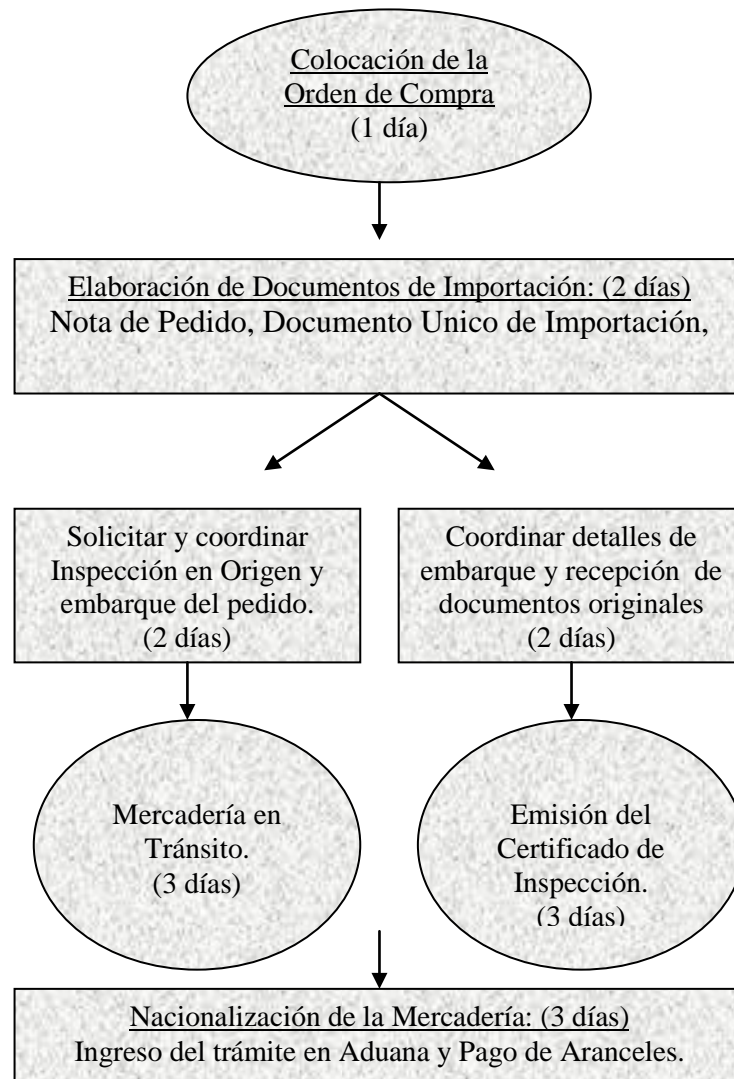 Colocación de la
Orden de Compra
(1 día)
Elaboración de Documentos de Importación: (2 días)
Nota de Pedido, Documento Unico de Importación,
Solicitar y coordinar
Inspección en Origen y
embarque del pedido.
(2 días)
Coordinar detalles de
embarque y recepción de
documentos originales
(2 días)
Mercadería en
Tránsito.
(3 días)
Emisión del
Certificado de
Inspección.
(3 días)
Nacionalización de la Mercadería: (3 días)
Ingreso del trámite en Aduana y Pago de Aranceles.